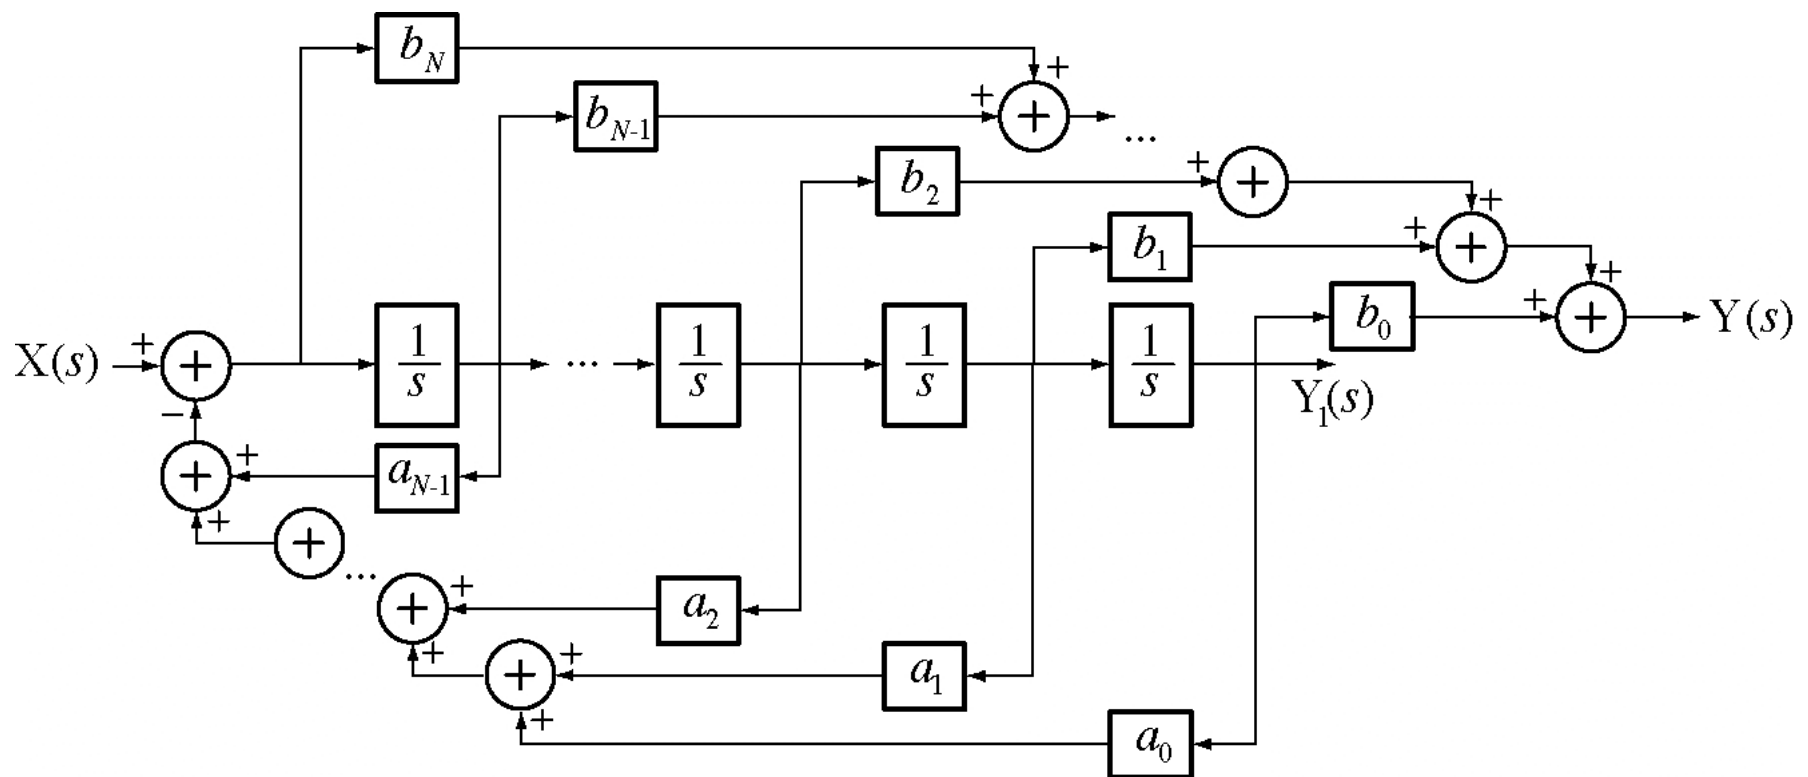 b_N
+
+
b_{N-1}
+
...
+
b_2
+
+
+
b_1
+
+
b_0
+
+
Y(s)
X(s)
+
+
1/s
...
1/s
1/s
1/s
Y_1(s)
−
+
+
a_{N-1}
+
+
...
+
+
a_2
+
+
+
a_1
+
a_0